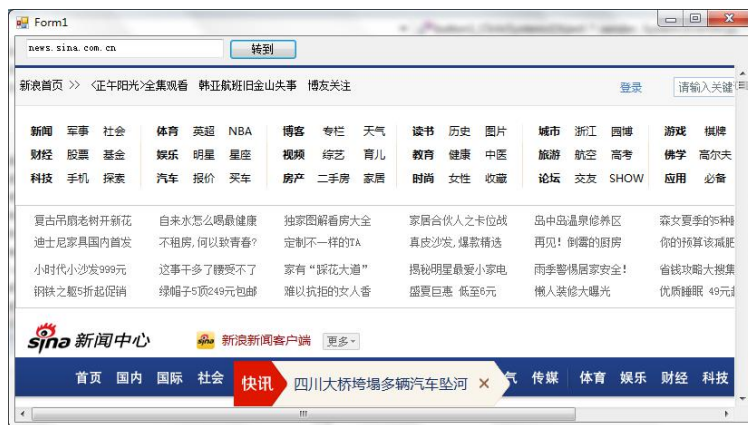 Form1
news.sina.com.cn 转到
新浪首页 >> 《正午阳光》全集观看 韩亚航班旧金山失事 博友关注 登录 请输入关键
新闻 军事 社会 体育 英超 NBA 博客 专栏 天气 读书 历史 图片 城市 浙江 园博 游戏 棋牌
财经 股票 基金 娱乐 明星 星座 视频 综艺 育儿 教育 健康 中医 旅游 航空 高考 佛学 高尔夫
科技 手机 探索 汽车 报价 买车 房产 二手房 家居 时尚 女性 收藏 论坛 交友 SHOW 应用 必备
复古吊扇老树开新花 自来水怎么喝最健康 独家图解看房大全 家居合伙人之卡位战 岛中岛温泉修养区 森女夏季的5种
迪士尼家具国内首发 不租房,何以致青春? 定制不一样的TA 真皮沙发,爆款精选 再见!倒霉的厨房 你的预算该减肥
小时代小沙发999元 这事干多了腰受不了 家有“踩花大道” 揭秘明星最爱小家电 雨季警惕居家安全! 省钱攻略大搜集
钢铁之躯5折起促销 绿帽子5顶249元包邮 难以抗拒的女人香 盛夏巨惠 低至6元 懒人装修大曝光 优质睡眠 49元
sina 新闻中心 sina 新浪新闻客户端 更多
首页 国内 国际 社会 快讯 四川大桥垮塌多辆汽车坠河 × 气 传媒 体育 娱乐 财经 科技